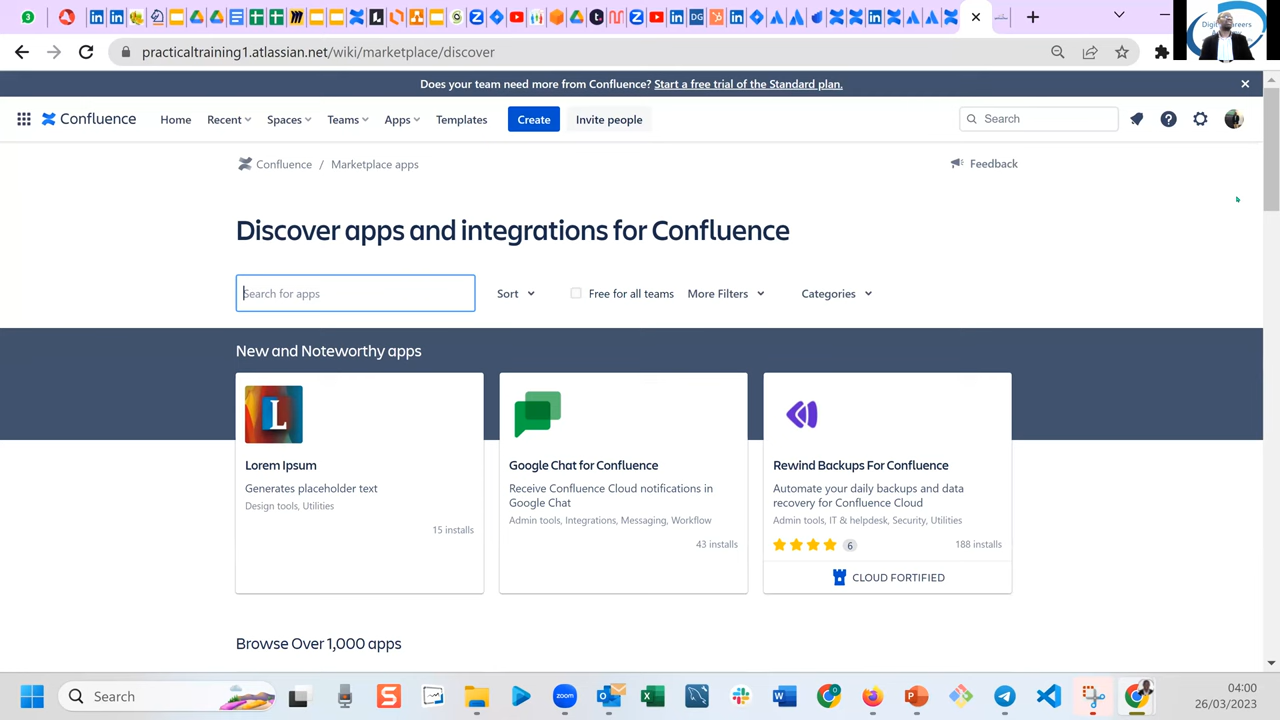 practicaltraining1.atlassian.net/wiki/marketplace/discover
Does your team need more from Confluence? Start a free trial of the Standard plan.
Confluence Home Recent Spaces Teams Apps Templates Create Invite people Search
Confluence / Marketplace apps Feedback
Discover apps and integrations for Confluence
Search for apps Sort Free for all teams More Filters Categories
New and Noteworthy apps
L
Lorem Ipsum
Generates placeholder text
Design tools, Utilities
15 installs
Google Chat for Confluence
Receive Confluence Cloud notifications in
Google Chat
Admin tools, Integrations, Messaging, Workflow
43 installs
Rewind Backups For Confluence
Automate your daily backups and data
recovery for Confluence Cloud
Admin tools, IT & helpdesk, Security, Utilities
6 188 installs
CLOUD FORTIFIED
Browse Over 1,000 apps
Search
zoom
04:00
26/03/2023